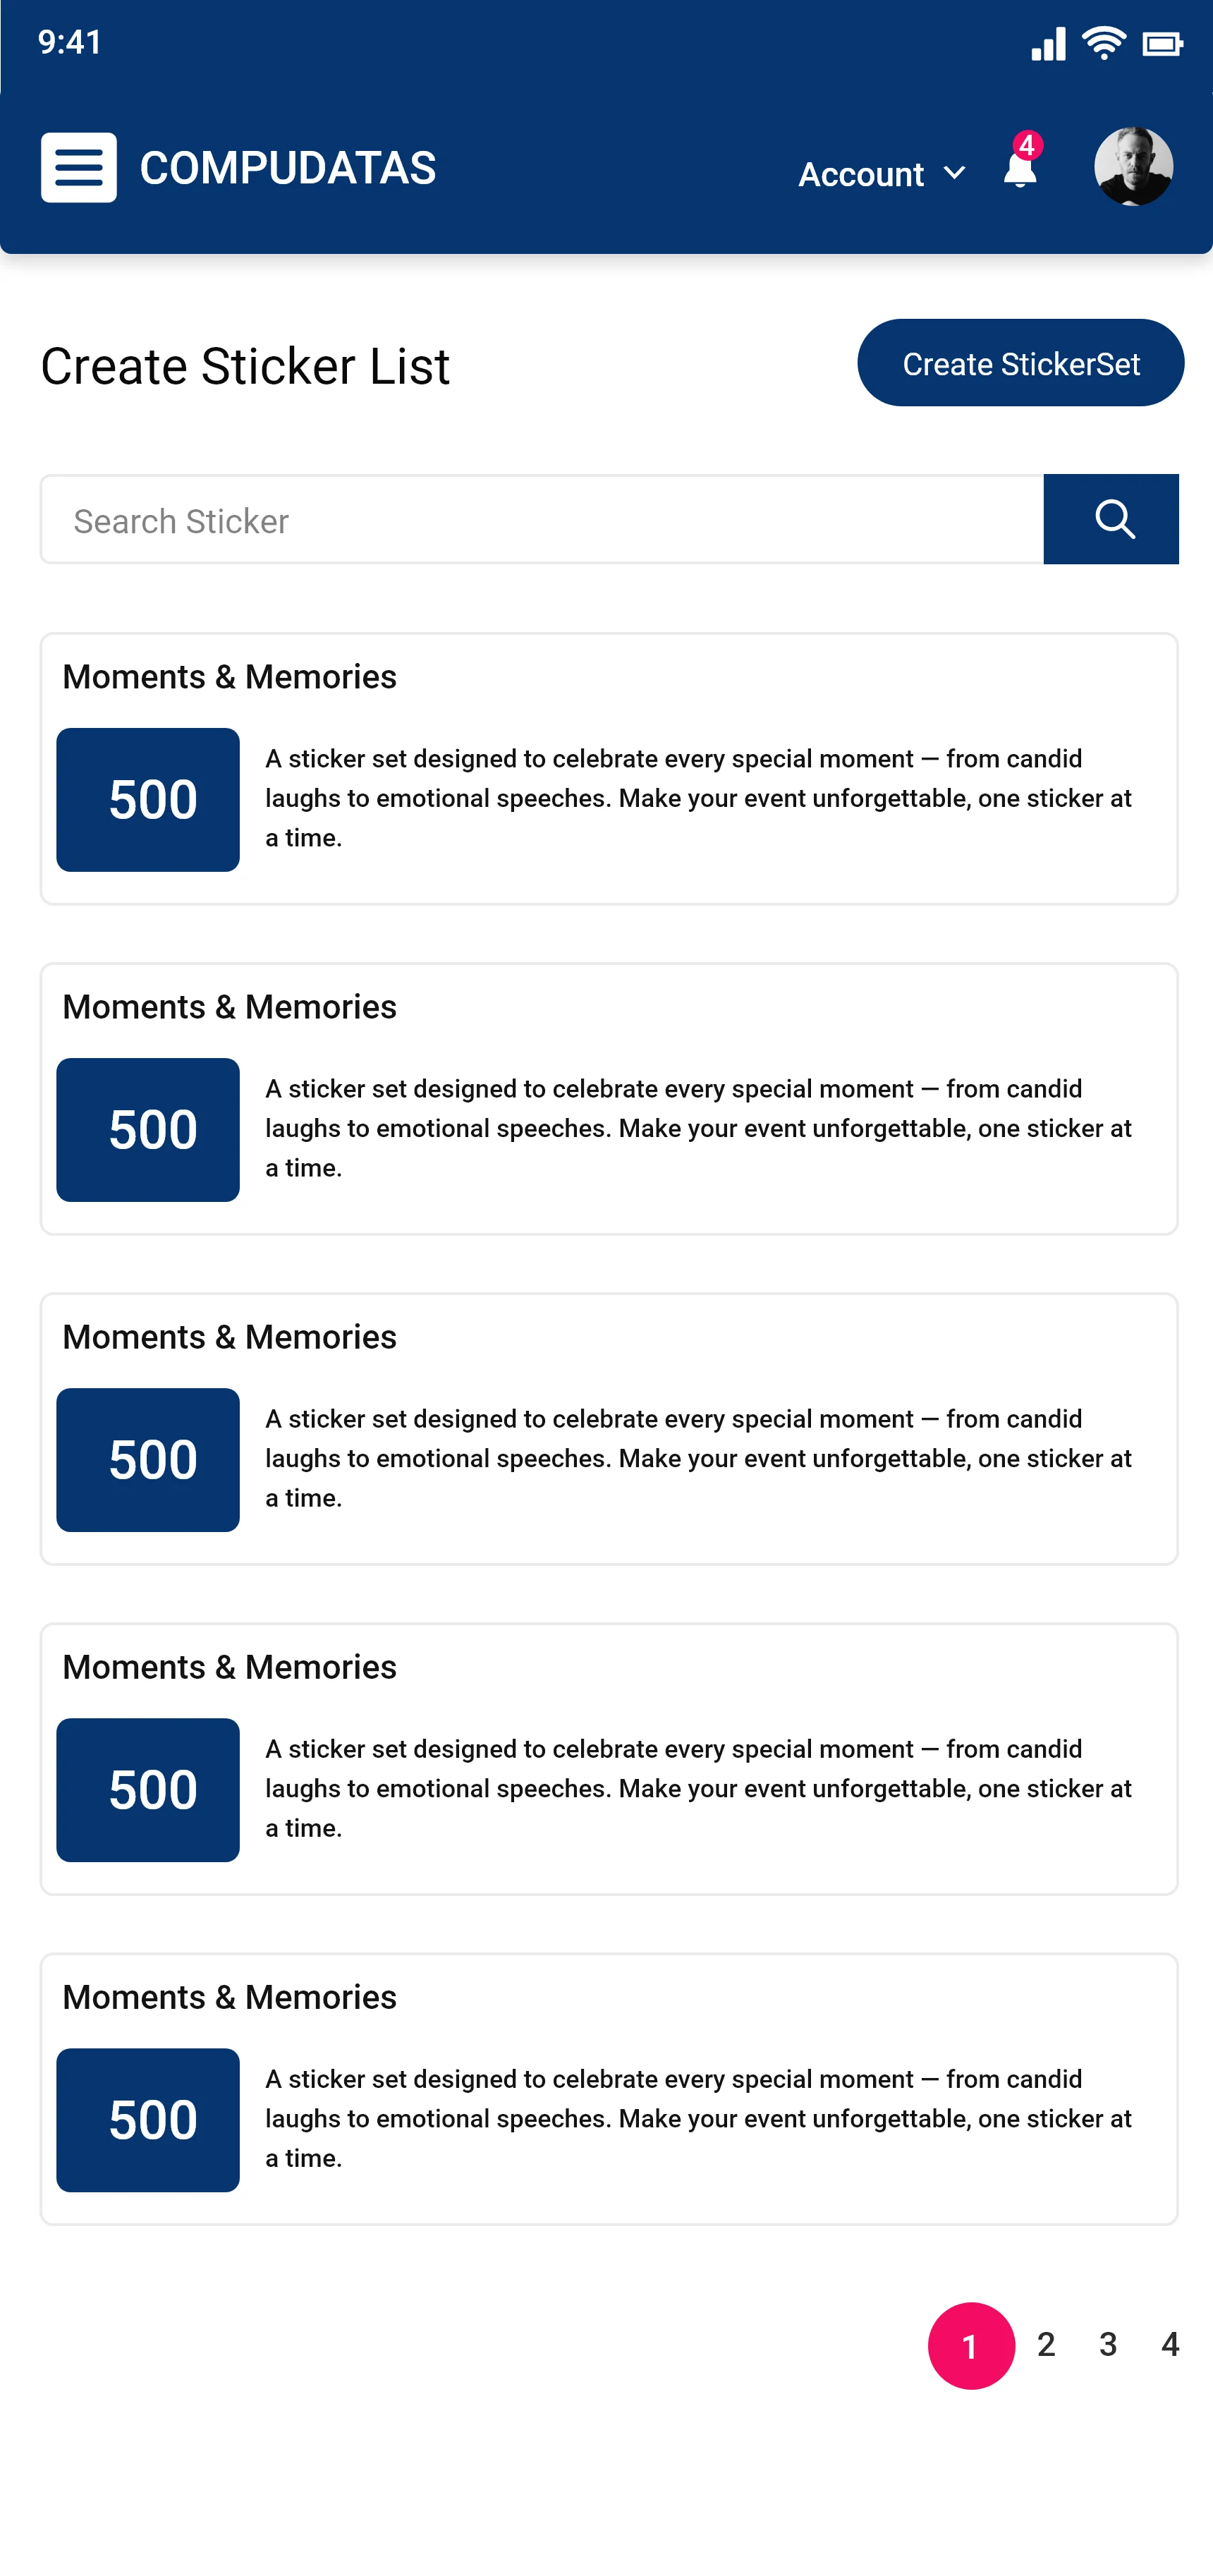 9:41
COMPUDATAS
Account
4
Create Sticker List
Create StickerSet
Search Sticker
Moments & Memories
500
A sticker set designed to celebrate every special moment — from candid
laughs to emotional speeches. Make your event unforgettable, one sticker at
a time.
Moments & Memories
500
A sticker set designed to celebrate every special moment — from candid
laughs to emotional speeches. Make your event unforgettable, one sticker at
a time.
Moments & Memories
500
A sticker set designed to celebrate every special moment — from candid
laughs to emotional speeches. Make your event unforgettable, one sticker at
a time.
Moments & Memories
500
A sticker set designed to celebrate every special moment — from candid
laughs to emotional speeches. Make your event unforgettable, one sticker at
a time.
Moments & Memories
500
A sticker set designed to celebrate every special moment — from candid
laughs to emotional speeches. Make your event unforgettable, one sticker at
a time.
1 2 3 4